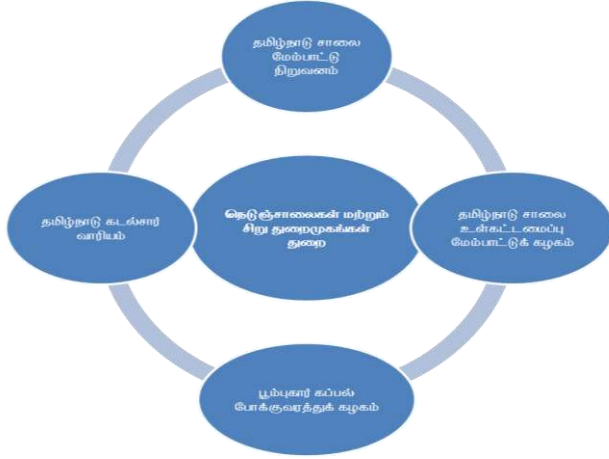 தமிழ்நாடு சாலை
மேம்பாட்டு
நிறுவனம்
தமிழ்நாடு கடல்சார்
வாரியம்
நெடுஞ்சாலைகள் மற்றும்
சிறு துறைமுகங்கள்
துறை
தமிழ்நாடு சாலை
உள்கட்டமைப்பு
மேம்பாட்டுக் கழகம்
பூம்புகார் கப்பல்
போக்குவரத்துக் கழகம்